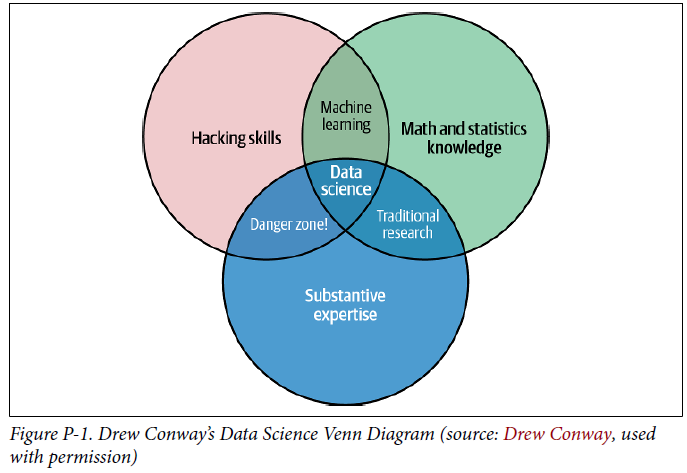 Machine
learning
Hacking skills
Math and statistics
knowledge
Data
science
Danger zone!
Traditional
research
Substantive
expertise
Figure P-1. Drew Conway’s Data Science Venn Diagram (source: Drew Conway, used
with permission)